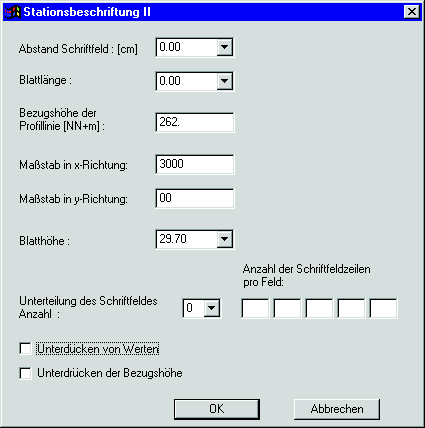 Stationsbeschriftung II
Abstand Schriftfeld : [cm] 0.00
Blattlänge : 0.00
Bezugshöhe der
Profillinie [NN+m] : 262.
Maßstab in x-Richtung: 3000
Maßstab in y-Richtung: 00
Blatthöhe : 29.70
Anzahl der Schriftfeldzeilen
pro Feld:
Unterteilung des Schriftfeldes
Anzahl : 0
Unterdücken von Werten
Unterdrücken der Bezugshöhe
OK Abbrechen